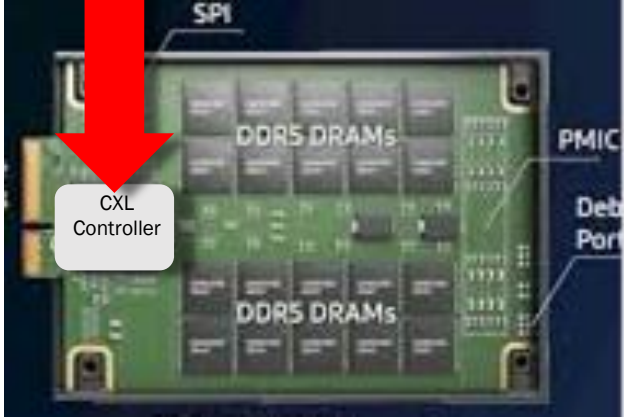 SPI
DDR5 DRAMs
PMIC
CXL
Controller
Deb
Port
DDR5 DRAMs